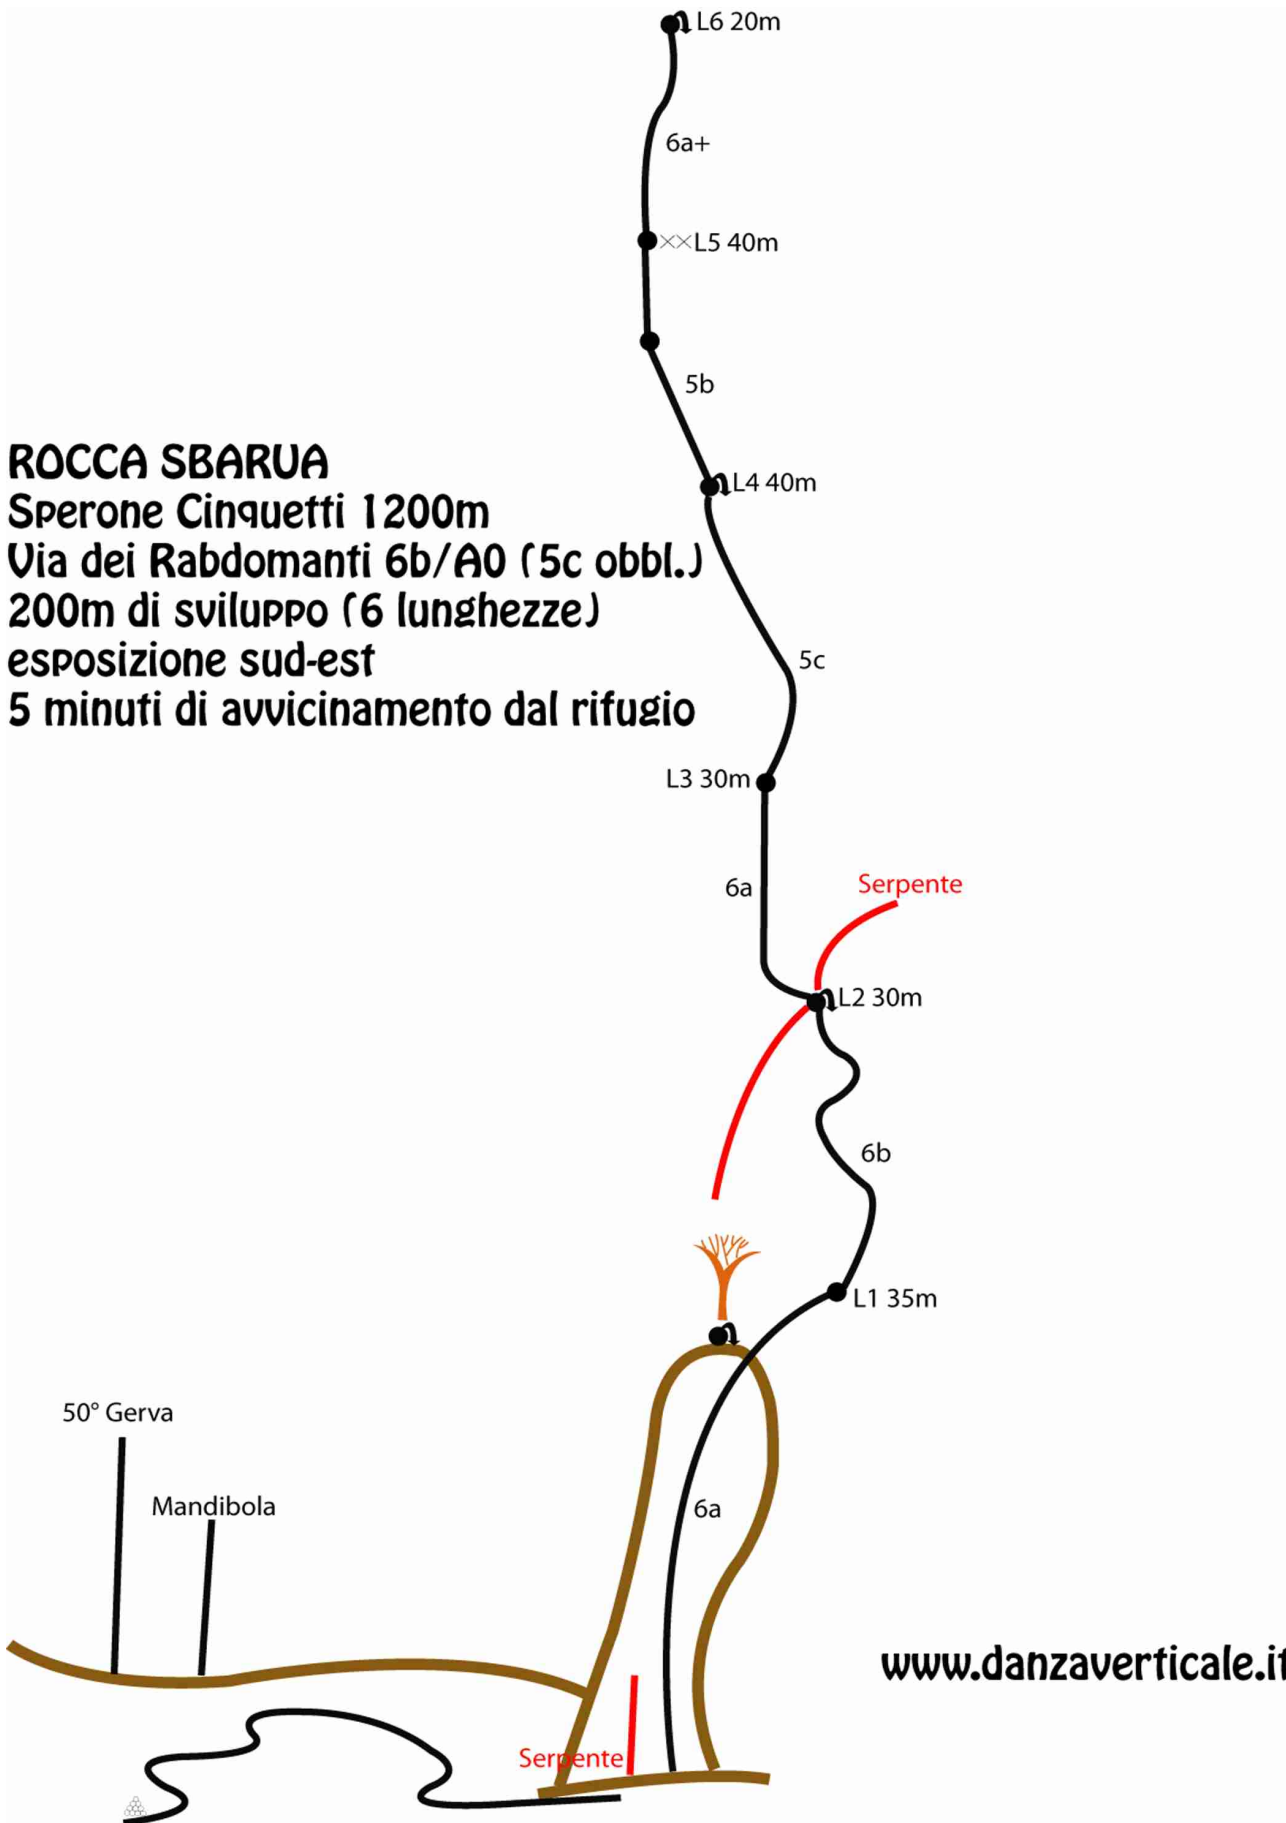 L6 20m
6a+
L5 40m
5b
L4 40m
ROCCA SBARUA
Sperone Cinquetti 1200m
Via dei Rabdomanti 6b/A0 (5c obbl.)
200m di sviluppo (6 lunghezze)
esposizione sud-est
5 minuti di avvicinamento dal rifugio
5c
L3 30m
6a
Serpente
L2 30m
6b
L1 35m
50° Gerva
Mandibola
6a
www.danzaverticale.it
Serpente